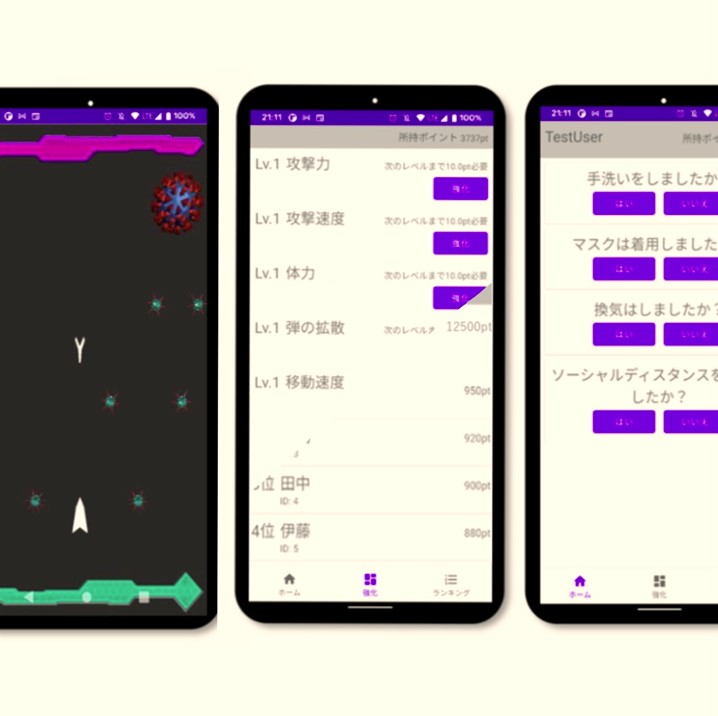 LTE 100%
21:11 LTE 100%
所持ポイント 3737pt
Lv.1 攻撃力
次のレベルまで10.0pt必要
強化
Lv.1 攻撃速度
次のレベルまで10.0pt必要
強化
Lv.1 体力
次のレベルまで10.0pt必要
Lv.1 弾の拡散 次のレベル 12500pt
Lv.1 移動速度
950pt
920pt
位 田中 900pt
ID: 4
4位 伊藤 880pt
ID: 5
ホーム 強化 ランキング
21:11
TestUser 所持ポイ
手洗いをしましたか
はい いいえ
マスクは着用しました
はい いいえ
換気はしましたか?
はい いいえ
ソーシャルディスタンスを
したか?
はい いいえ
ホーム 強化